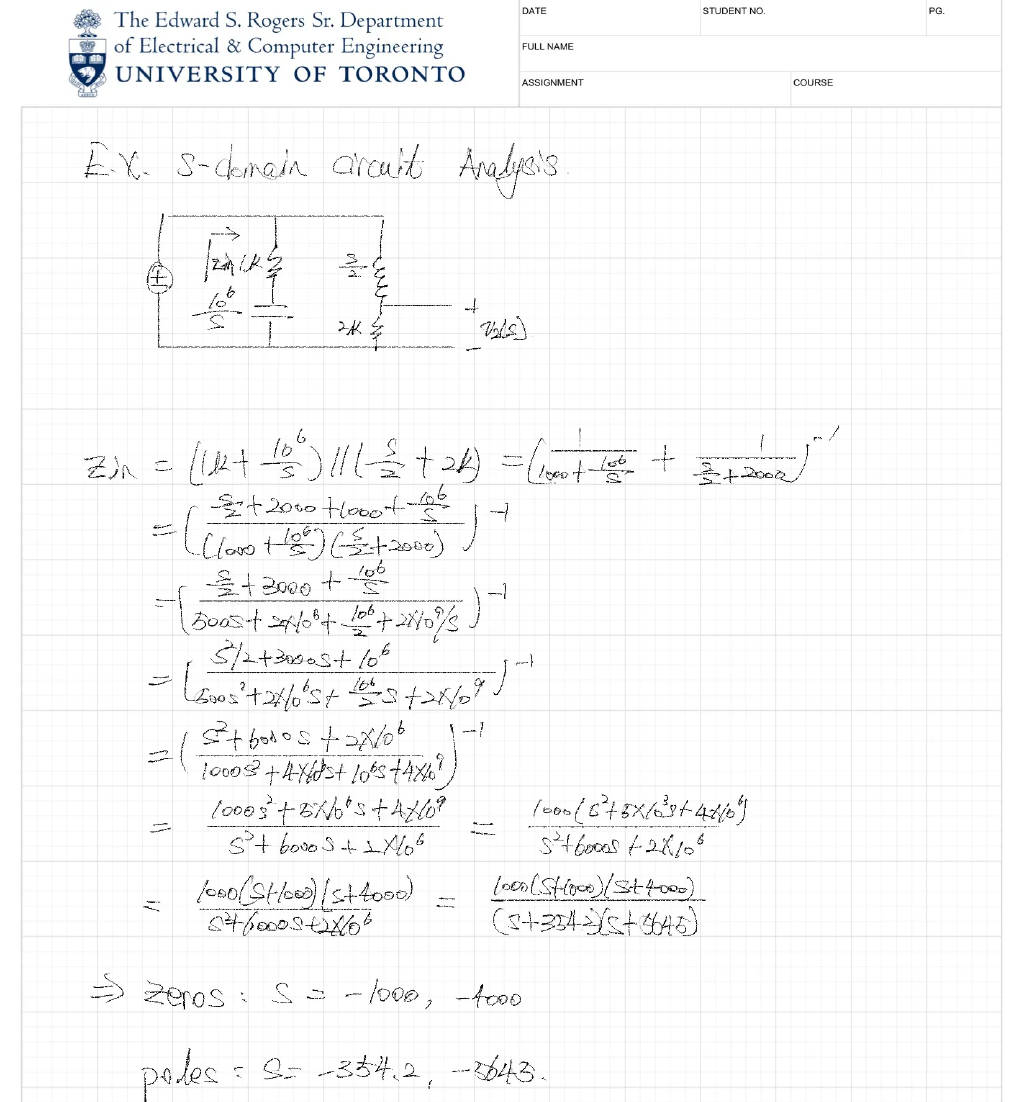 The Edward S. Rogers Sr. Department
of Electrical & Computer Engineering
UNIVERSITY OF TORONTO
DATE
STUDENT NO.
PG.
FULL NAME
ASSIGNMENT
COURSE
EX. S-domain circuit Analysis.
Zin 1K S/2
10^6/S
2K + V2(S) -
Zin = (1k + 10^6/S) // (S/2 + 2k) = (1/(1000 + 10^6/S) + 1/(S/2 + 2000))^-1
= ((S/2 + 2000 + 1000 + 10^6/S)/((1000 + 10^6/S)(S/2 + 2000)))^-1
= ((S/2 + 3000 + 10^6/S)/(500S + 2×10^6 + 10^6/2 + 2×10^9/S))^-1
= ((S^2/2 + 3000S + 10^6)/(500S^2 + 2×10^6S + 10^6/2 S + 2×10^9))^-1
= ((S^2 + 6000S + 2×10^6)/(1000S^2 + 4×10^6S + 10^6S + 4×10^9))^-1
= (1000S^2 + 5×10^6S + 4×10^9)/(S^2 + 6000S + 2×10^6) = 1000(S^2 + 5×10^3S + 4×10^6)/(S^2 + 6000S + 2×10^6)
= 1000(S+1000)(S+4000)/(S^2 + 6000S + 2×10^6) = 1000(S+1000)(S+4000)/((S+354.2)(S+5645))
⇒ zeros : S = -1000, -4000
poles : S = -354.2, -5645.